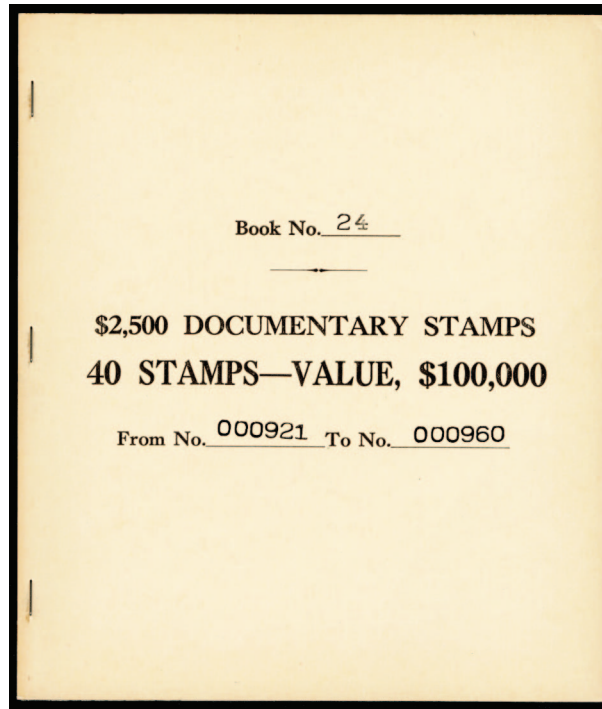 Book No. 24
$2,500 DOCUMENTARY STAMPS
40 STAMPS—VALUE, $100,000
From No. 000921 To No. 000960